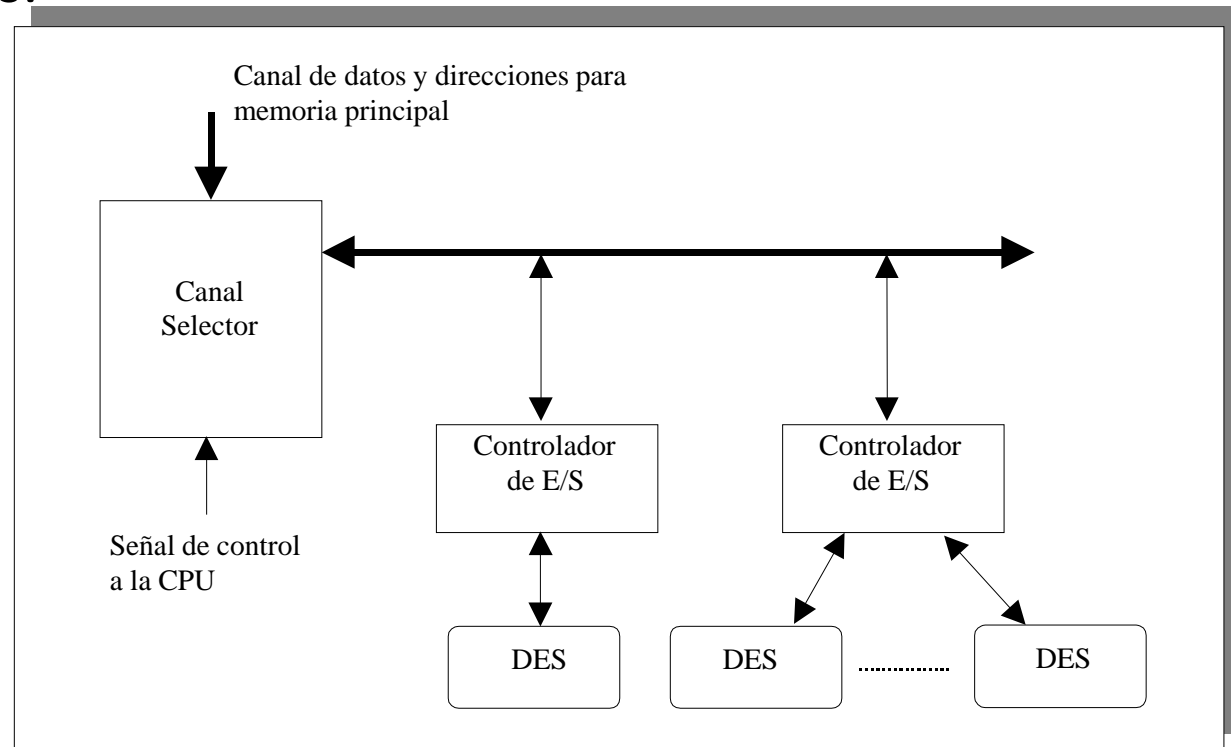 Canal de datos y direcciones para
memoria principal
Canal
Selector
Controlador
de E/S
Controlador
de E/S
Señal de control
a la CPU
DES
DES
DES